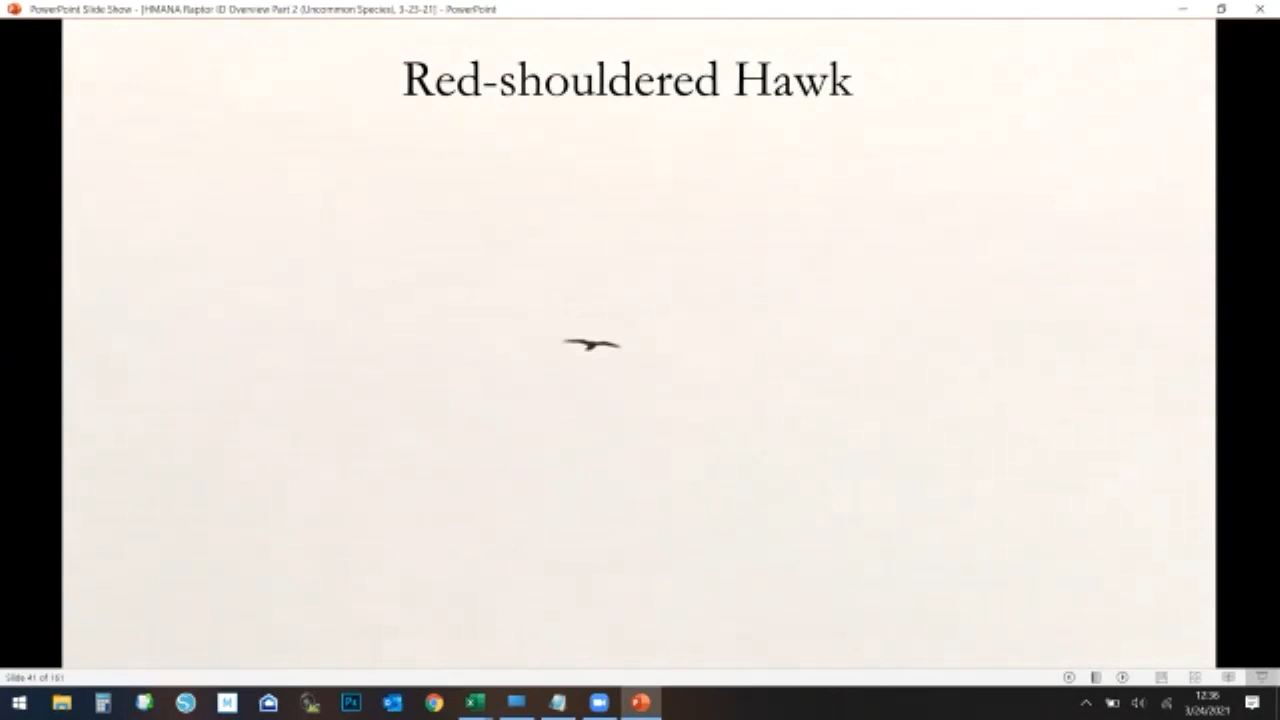 PowerPoint Slide Show - [HMANA Raptor ID Overview Part 2 (Uncommon Species), 3-23-21] - PowerPoint
Red-shouldered Hawk
Slide 41 of 161
12:36
3/24/2021